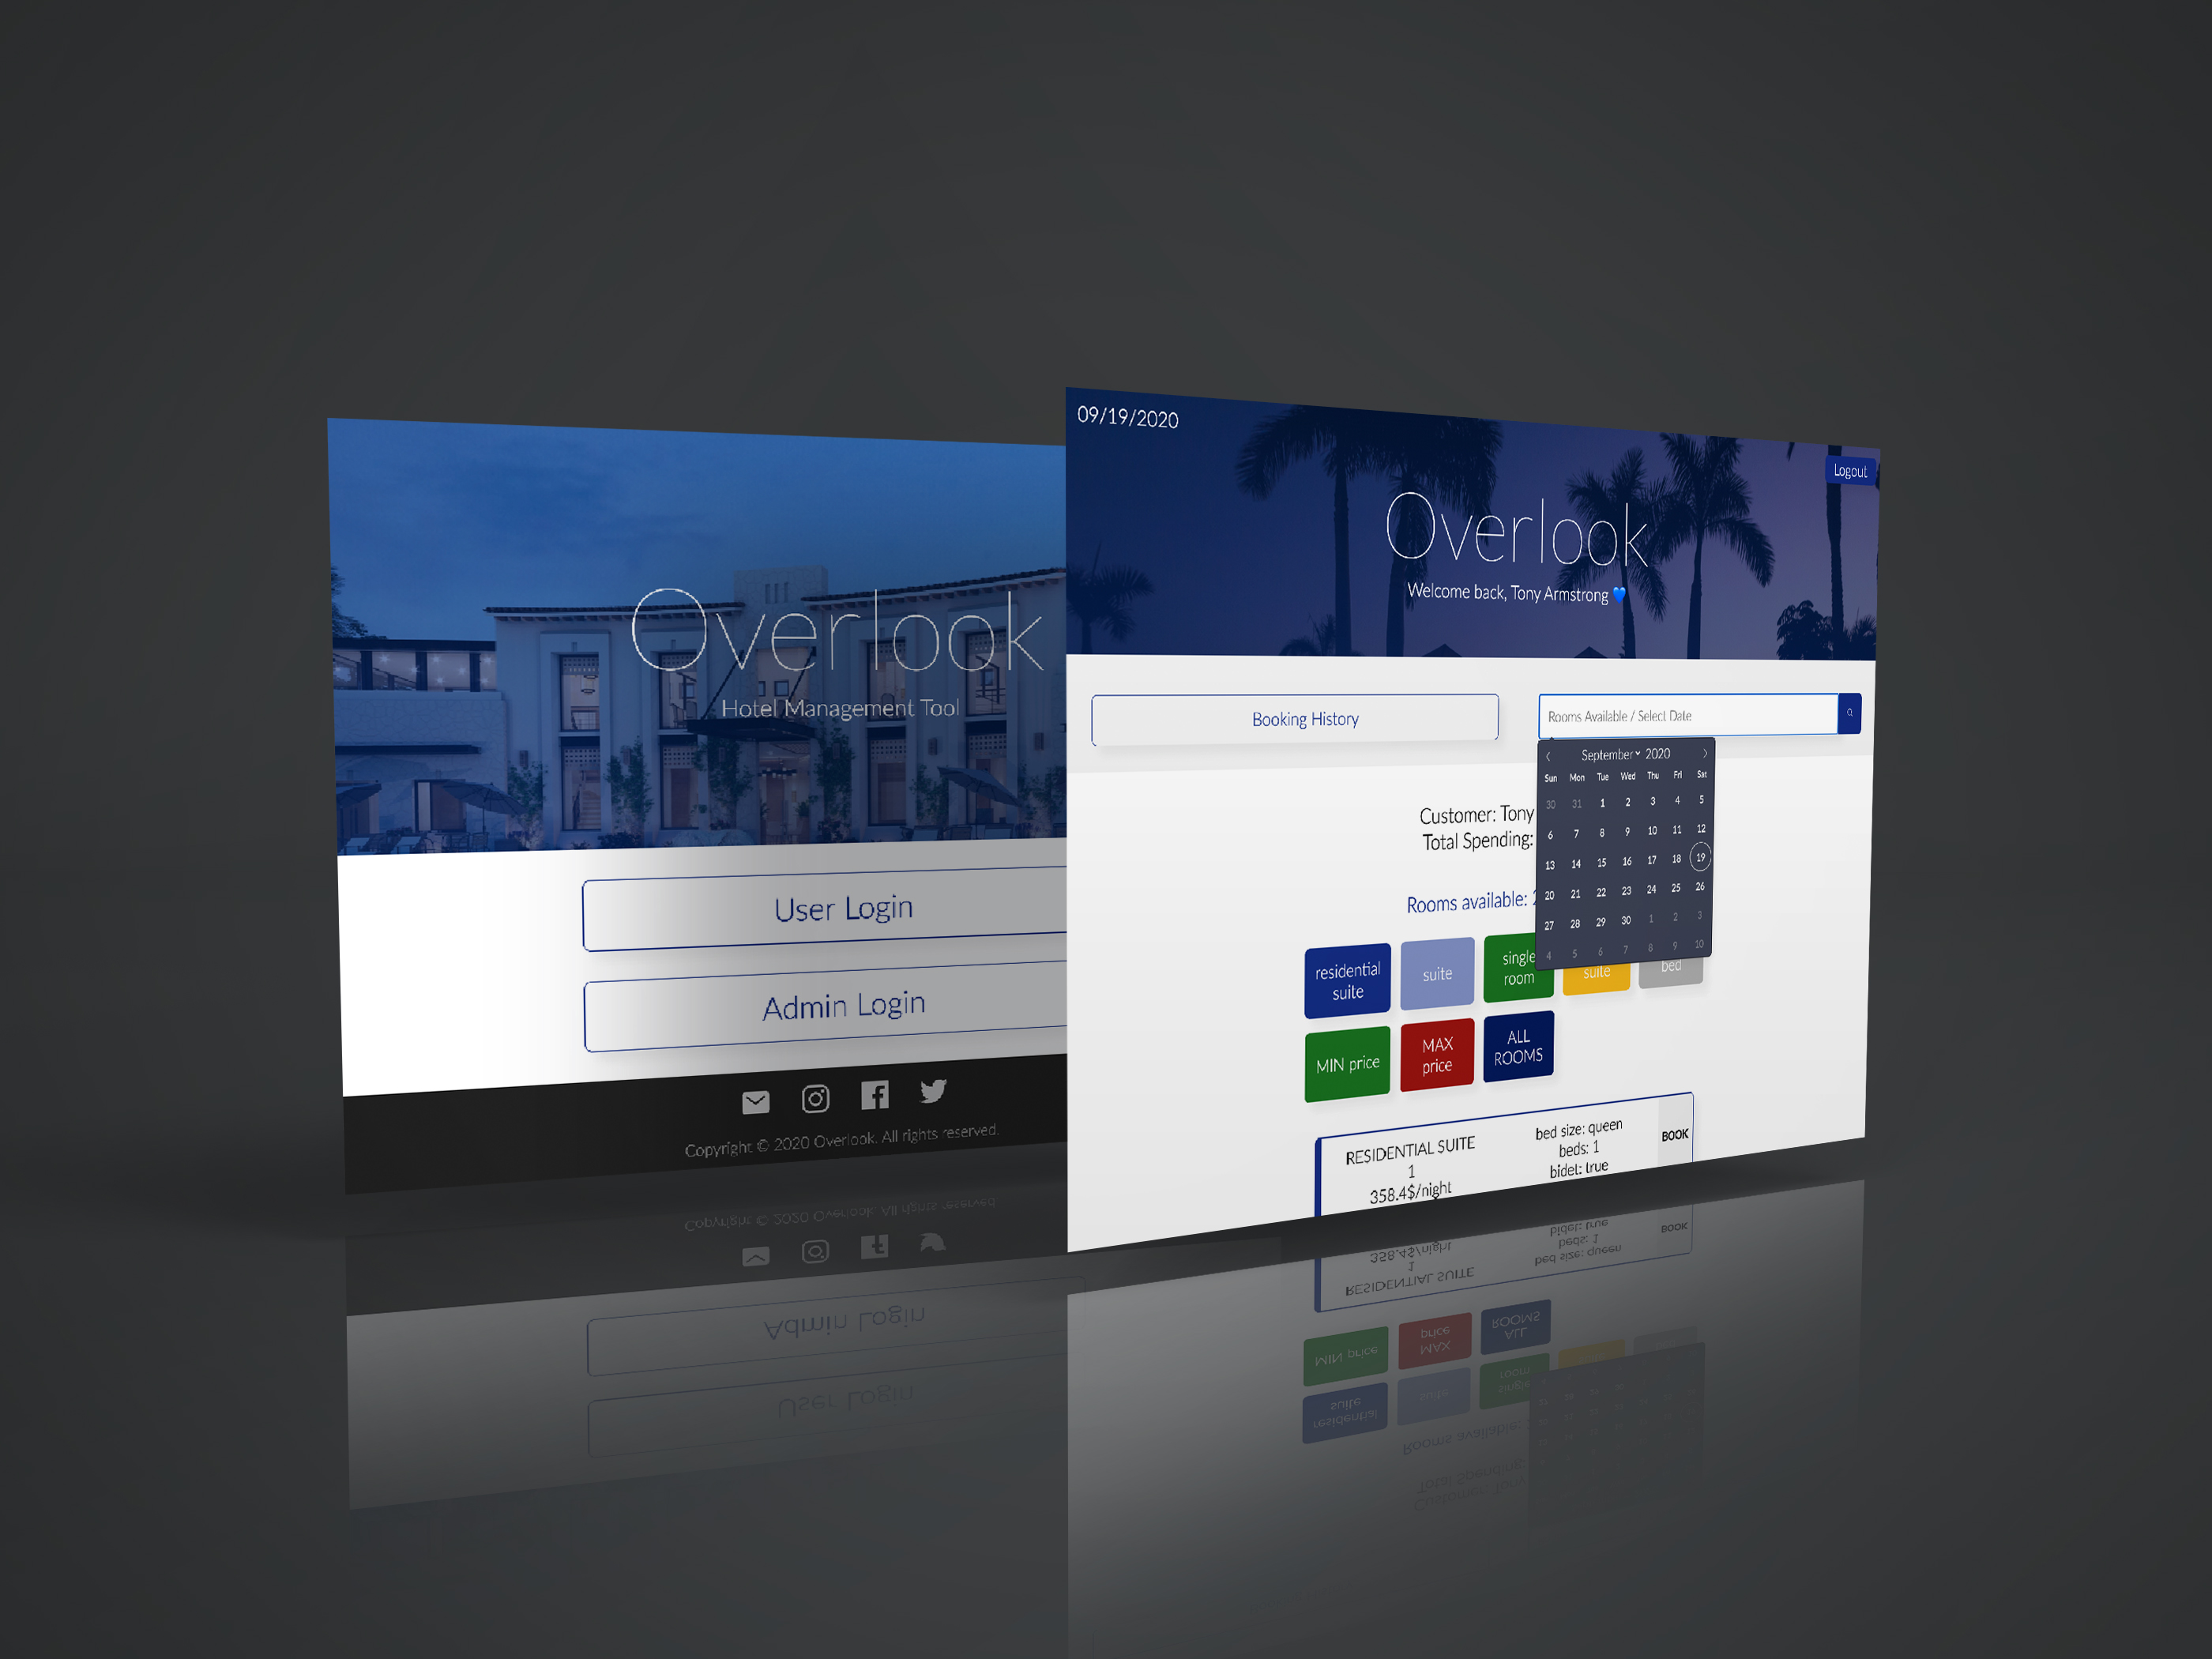 Overlook
Hotel Management Tool
User Login
Admin Login
Copyright © 2020 Overlook. All rights reserved.
09/19/2020
Logout
Overlook
Welcome back, Tony Armstrong 💙
Booking History
Rooms Available / Select Date
September 2020
Sun Mon Tue Wed Thu Fri Sat
30 31 1 2 3 4 5
6 7 8 9 10 11 12
13 14 15 16 17 18 19
20 21 22 23 24 25 26
27 28 29 30 1 2 3
4 5 6 7 8 9 10
Customer: Tony
Total Spending:
Rooms available:
residential
suite
suite
single
room
suite
bed
MIN price
MAX
price
ALL
ROOMS
RESIDENTIAL SUITE
1
358.4$/night
bed size: queen
beds: 1
bidet: true
BOOK